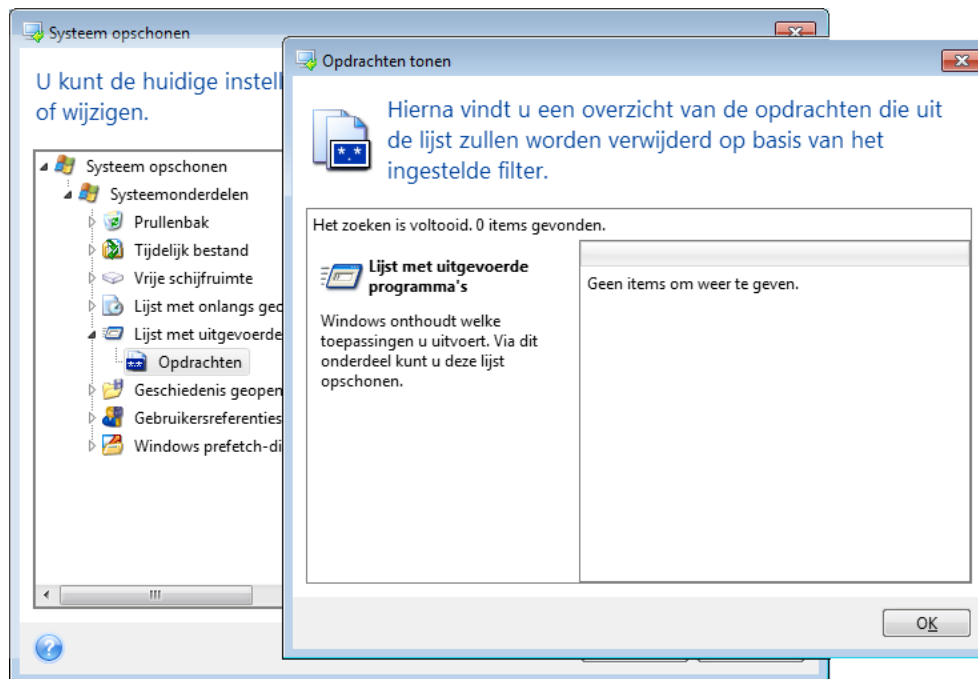 Systeem opschonen
U kunt de huidige instell
of wijzigen.
Systeem opschonen
Systeemonderdelen
Prullenbak
Tijdelijk bestand
Vrije schijfruimte
Lijst met onlangs geo
Lijst met uitgevoerde
Opdrachten
Geschiedenis geopen
Gebruikersreferenties
Windows prefetch-di
Opdrachten tonen
*.*
Hierna vindt u een overzicht van de opdrachten die uit
de lijst zullen worden verwijderd op basis van het
ingestelde filter.
Het zoeken is voltooid. 0 items gevonden.
Lijst met uitgevoerde
programma's
Windows onthoudt welke
toepassingen u uitvoert. Via dit
onderdeel kunt u deze lijst
opschonen.
Geen items om weer te geven.
OK